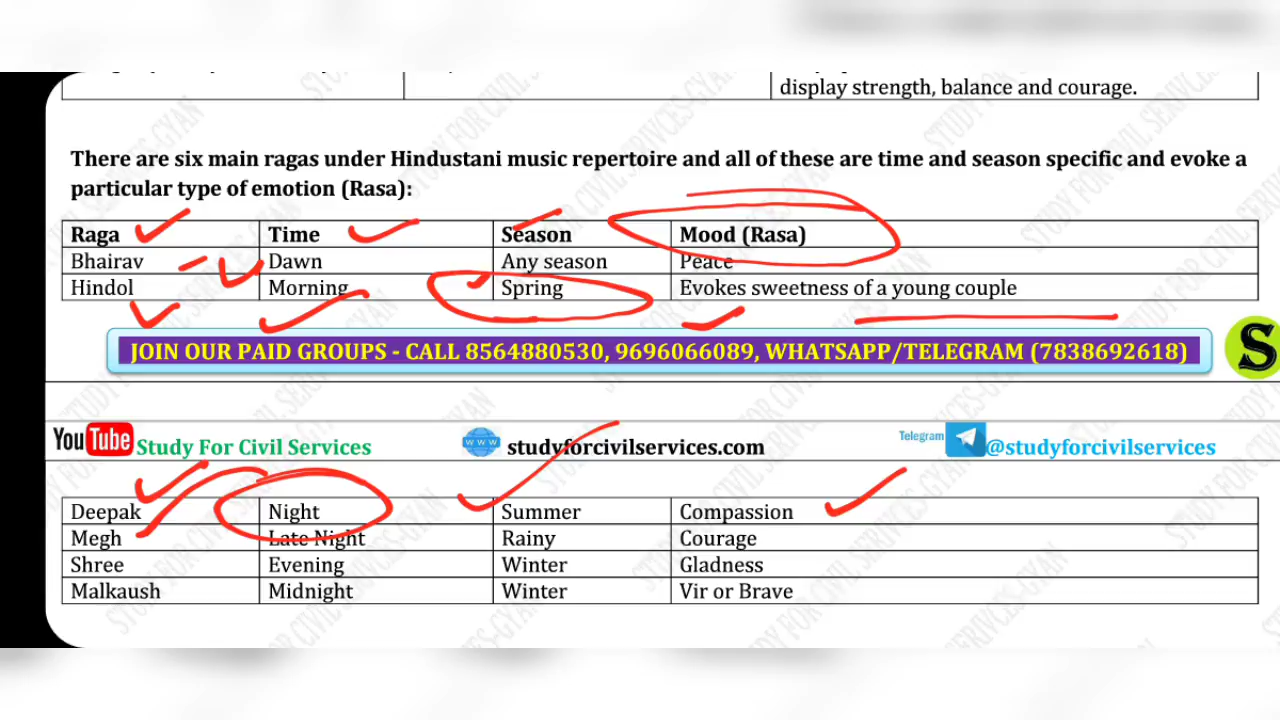 display strength, balance and courage.
There are six main ragas under Hindustani music repertoire and all of these are time and season specific and evoke a
particular type of emotion (Rasa):
Raga Time Season Mood (Rasa)
Bhairav Dawn Any season Peace
Hindol Morning Spring Evokes sweetness of a young couple
JOIN OUR PAID GROUPS - CALL 8564880530, 9696066089, WHATSAPP/TELEGRAM (7838692618)
S
YouTube Study For Civil Services www studyforcivilservices.com Telegram @studyforcivilservices
Deepak Night Summer Compassion
Megh Late Night Rainy Courage
Shree Evening Winter Gladness
Malkaush Midnight Winter Vir or Brave